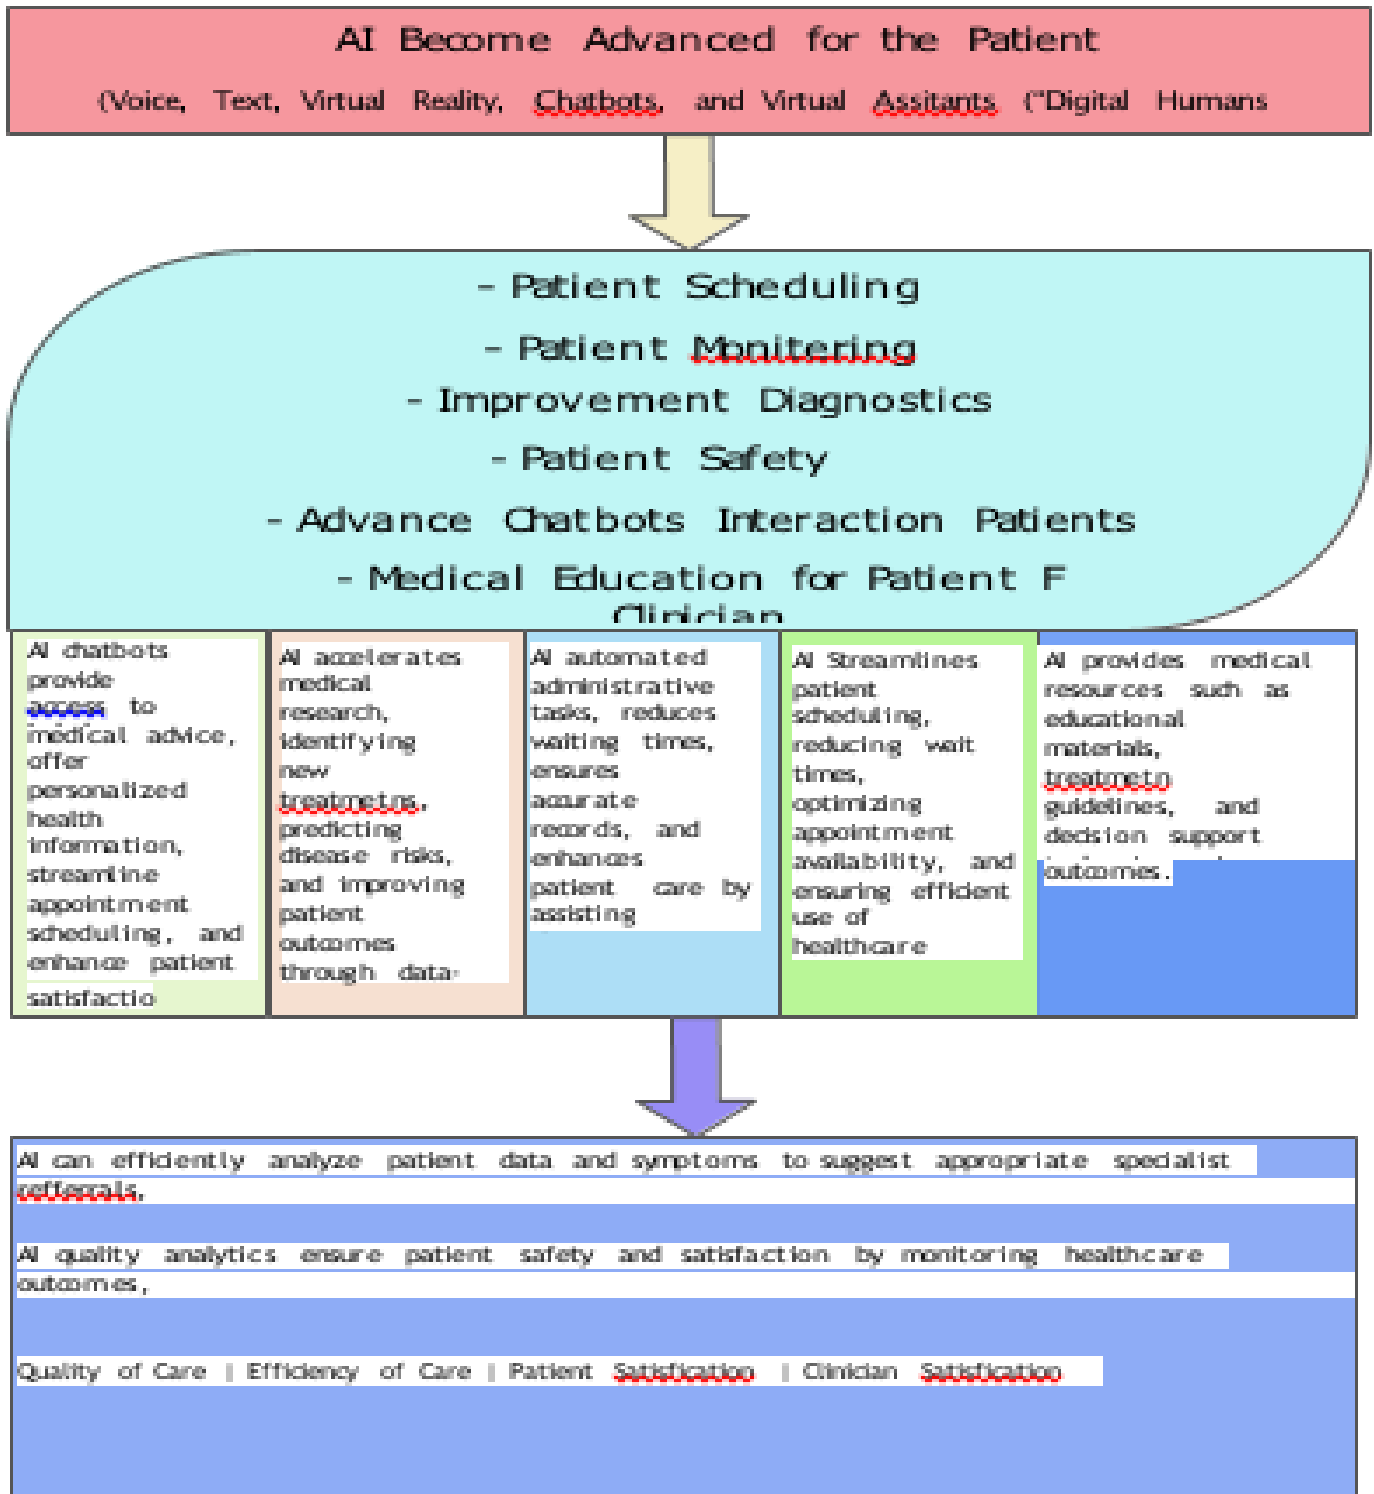 AI Become Advanced for the Patient
(Voice, Text, Virtual Reality, Chatbots, and Virtual Assitants ("Digital Humans
- Patient Scheduling
- Patient Monitering
- Improvement Diagnostics
- Patient Safety
- Advance Chatbots Interaction Patients
- Medical Education for Patient F
Clinician
AI chatbots
provide
access to
medical advice,
offer
personalized
health
information,
streamline
appointment
scheduling, and
enhance patient
satisfactio
AI accelerates
medical
research,
identifying
new
treatmetns,
predicting
disease risks,
and improving
patient
outcomes
through data-
AI automated
administrative
tasks, reduces
waiting times,
ensures
accurate
records, and
enhances
patient care by
assisting
AI Streamlines
patient
scheduling,
reducing wait
times,
optimizing
appointment
availability, and
ensuring efficient
use of
healthcare
AI provides medical
resources such as
educational
materials,
treatmetn
guidelines, and
decision support
outcomes.
AI can efficiently analyze patient data and symptoms to suggest appropriate specialist
refferrals.
AI quality analytics ensure patient safety and satisfaction by monitoring healthcare
outcomes,
Quality of Care | Efficiency of Care | Patient Satisfication | Clinician Satisfication